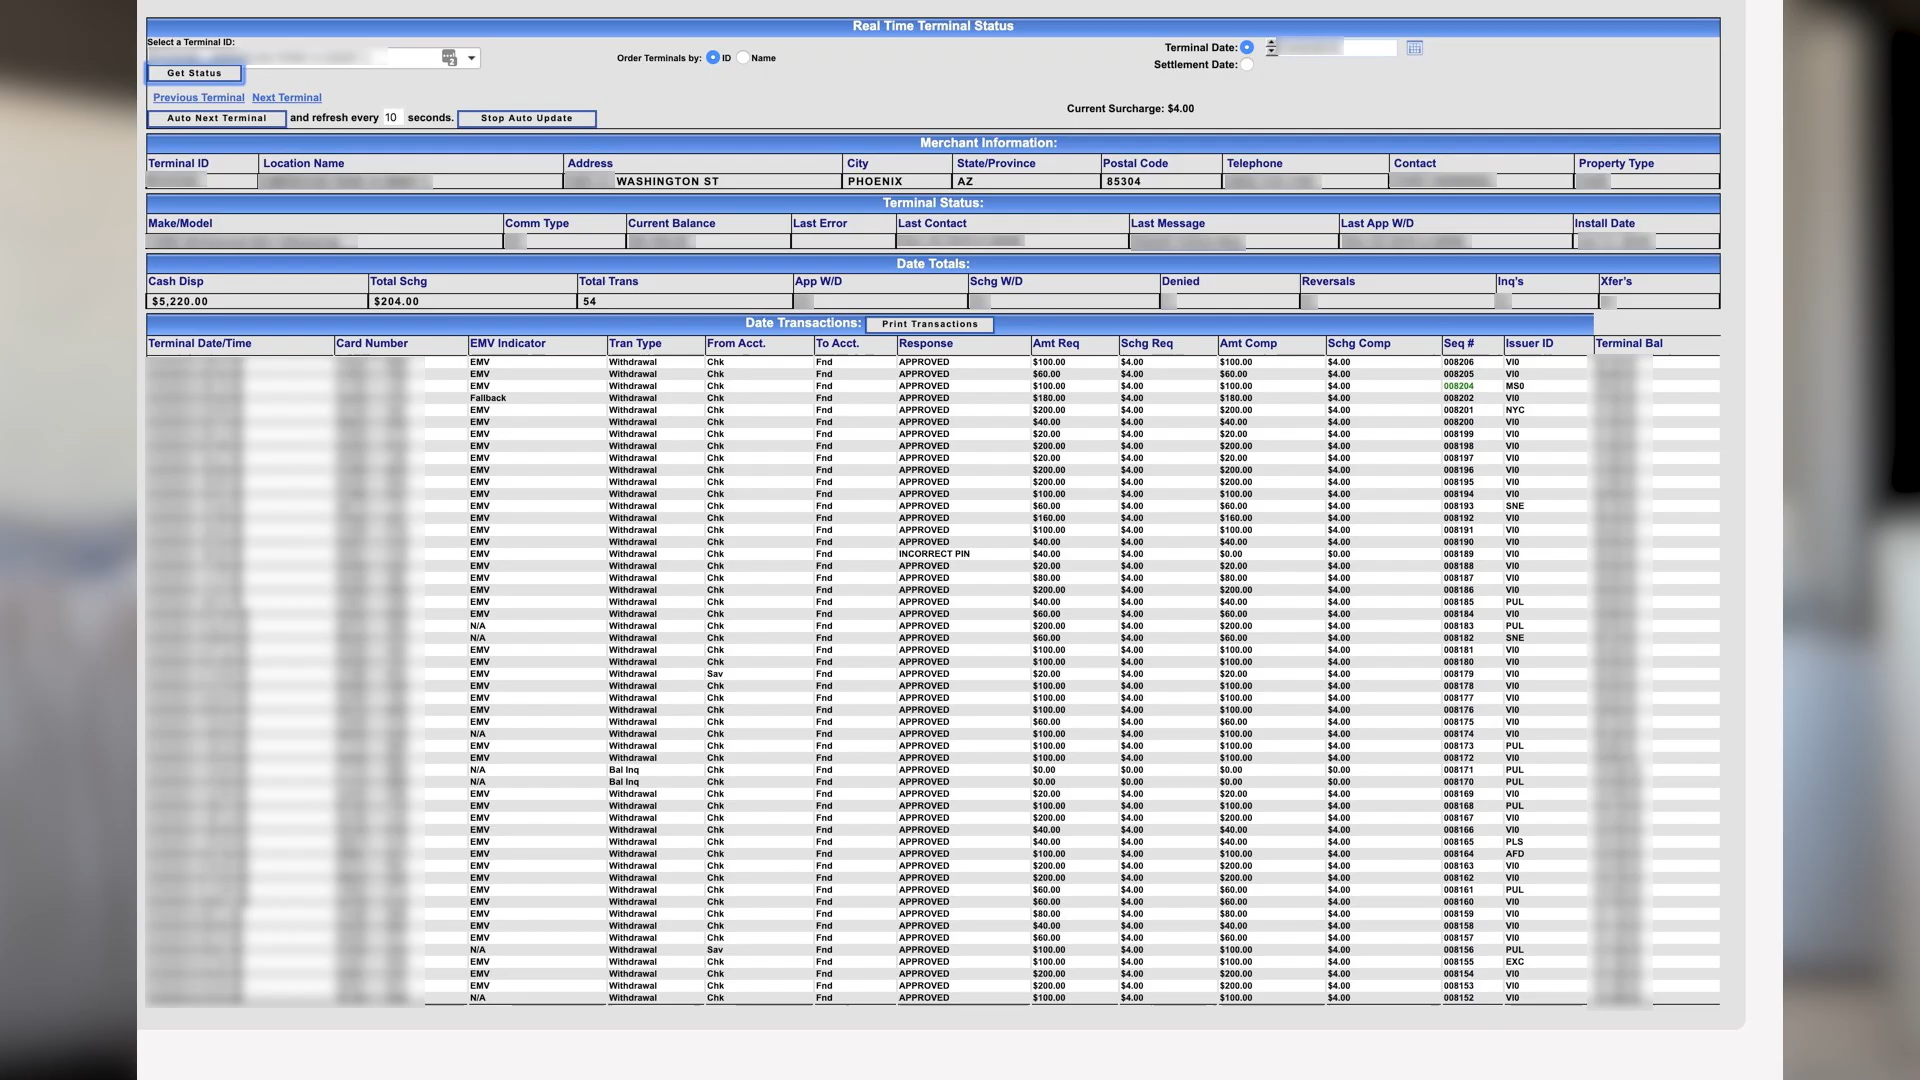 Real Time Terminal Status
Select a Terminal ID:
Order Terminals by: ID Name
Terminal Date:
Settlement Date:
Get Status
Previous Terminal Next Terminal
Current Surcharge: $4.00
Auto Next Terminal and refresh every 10 seconds. Stop Auto Update
Merchant Information:
Terminal ID Location Name Address City State/Province Postal Code Telephone Contact Property Type
WASHINGTON ST PHOENIX AZ 85304
Terminal Status:
Make/Model Comm Type Current Balance Last Error Last Contact Last Message Last App W/D Install Date
Date Totals:
Cash Disp Total Schg Total Trans App W/D Schg W/D Denied Reversals Inq's Xfer's
$5,220.00 $204.00 54
Date Transactions: Print Transactions
Terminal Date/Time Card Number EMV Indicator Tran Type From Acct. To Acct. Response Amt Req Schg Req Amt Comp Schg Comp Seq # Issuer ID Terminal Bal
EMV Withdrawal Chk Fnd APPROVED $100.00 $4.00 $100.00 $4.00 008206 VI0
EMV Withdrawal Chk Fnd APPROVED $60.00 $4.00 $60.00 $4.00 008205 VI0
EMV Withdrawal Chk Fnd APPROVED $100.00 $4.00 $100.00 $4.00 008204 MS0
Fallback Withdrawal Chk Fnd APPROVED $180.00 $4.00 $180.00 $4.00 008202 VI0
EMV Withdrawal Chk Fnd APPROVED $200.00 $4.00 $200.00 $4.00 008201 NYC
EMV Withdrawal Chk Fnd APPROVED $40.00 $4.00 $40.00 $4.00 008200 VI0
EMV Withdrawal Chk Fnd APPROVED $20.00 $4.00 $20.00 $4.00 008199 VI0
EMV Withdrawal Chk Fnd APPROVED $200.00 $4.00 $200.00 $4.00 008198 VI0
EMV Withdrawal Chk Fnd APPROVED $20.00 $4.00 $20.00 $4.00 008197 VI0
EMV Withdrawal Chk Fnd APPROVED $200.00 $4.00 $200.00 $4.00 008196 VI0
EMV Withdrawal Chk Fnd APPROVED $200.00 $4.00 $200.00 $4.00 008195 VI0
EMV Withdrawal Chk Fnd APPROVED $100.00 $4.00 $100.00 $4.00 008194 VI0
EMV Withdrawal Chk Fnd APPROVED $60.00 $4.00 $60.00 $4.00 008193 SNE
EMV Withdrawal Chk Fnd APPROVED $160.00 $4.00 $160.00 $4.00 008192 VI0
EMV Withdrawal Chk Fnd APPROVED $100.00 $4.00 $100.00 $4.00 008191 VI0
EMV Withdrawal Chk Fnd APPROVED $40.00 $4.00 $40.00 $4.00 008190 VI0
EMV Withdrawal Chk Fnd INCORRECT PIN $40.00 $4.00 $0.00 $0.00 008189 VI0
EMV Withdrawal Chk Fnd APPROVED $20.00 $4.00 $20.00 $4.00 008188 VI0
EMV Withdrawal Chk Fnd APPROVED $80.00 $4.00 $80.00 $4.00 008187 VI0
EMV Withdrawal Chk Fnd APPROVED $200.00 $4.00 $200.00 $4.00 008186 VI0
EMV Withdrawal Chk Fnd APPROVED $40.00 $4.00 $40.00 $4.00 008185 PUL
EMV Withdrawal Chk Fnd APPROVED $60.00 $4.00 $60.00 $4.00 008184 VI0
N/A Withdrawal Chk Fnd APPROVED $200.00 $4.00 $200.00 $4.00 008183 PUL
N/A Withdrawal Chk Fnd APPROVED $60.00 $4.00 $60.00 $4.00 008182 SNE
EMV Withdrawal Chk Fnd APPROVED $100.00 $4.00 $100.00 $4.00 008181 VI0
EMV Withdrawal Chk Fnd APPROVED $100.00 $4.00 $100.00 $4.00 008180 VI0
EMV Withdrawal Sav Fnd APPROVED $20.00 $4.00 $20.00 $4.00 008179 VI0
EMV Withdrawal Chk Fnd APPROVED $100.00 $4.00 $100.00 $4.00 008178 VI0
EMV Withdrawal Chk Fnd APPROVED $100.00 $4.00 $100.00 $4.00 008177 VI0
EMV Withdrawal Chk Fnd APPROVED $100.00 $4.00 $100.00 $4.00 008176 VI0
EMV Withdrawal Chk Fnd APPROVED $60.00 $4.00 $60.00 $4.00 008175 VI0
N/A Withdrawal Chk Fnd APPROVED $100.00 $4.00 $100.00 $4.00 008174 VI0
EMV Withdrawal Chk Fnd APPROVED $100.00 $4.00 $100.00 $4.00 008173 PUL
EMV Withdrawal Chk Fnd APPROVED $100.00 $4.00 $100.00 $4.00 008172 VI0
N/A Bal Inq Chk Fnd APPROVED $0.00 $0.00 $0.00 $0.00 008171 PUL
N/A Bal Inq Chk Fnd APPROVED $0.00 $0.00 $0.00 $0.00 008170 PUL
EMV Withdrawal Chk Fnd APPROVED $20.00 $4.00 $20.00 $4.00 008169 VI0
EMV Withdrawal Chk Fnd APPROVED $100.00 $4.00 $100.00 $4.00 008168 PUL
EMV Withdrawal Chk Fnd APPROVED $200.00 $4.00 $200.00 $4.00 008167 VI0
EMV Withdrawal Chk Fnd APPROVED $40.00 $4.00 $40.00 $4.00 008166 VI0
EMV Withdrawal Chk Fnd APPROVED $40.00 $4.00 $40.00 $4.00 008165 PLS
EMV Withdrawal Chk Fnd APPROVED $100.00 $4.00 $100.00 $4.00 008164 AFD
EMV Withdrawal Chk Fnd APPROVED $200.00 $4.00 $200.00 $4.00 008163 VI0
EMV Withdrawal Chk Fnd APPROVED $200.00 $4.00 $200.00 $4.00 008162 VI0
EMV Withdrawal Chk Fnd APPROVED $60.00 $4.00 $60.00 $4.00 008161 PUL
EMV Withdrawal Chk Fnd APPROVED $60.00 $4.00 $60.00 $4.00 008160 VI0
EMV Withdrawal Chk Fnd APPROVED $80.00 $4.00 $80.00 $4.00 008159 VI0
EMV Withdrawal Chk Fnd APPROVED $40.00 $4.00 $40.00 $4.00 008158 VI0
EMV Withdrawal Chk Fnd APPROVED $60.00 $4.00 $60.00 $4.00 008157 VI0
N/A Withdrawal Sav Fnd APPROVED $100.00 $4.00 $100.00 $4.00 008156 PUL
EMV Withdrawal Chk Fnd APPROVED $100.00 $4.00 $100.00 $4.00 008155 EXC
EMV Withdrawal Chk Fnd APPROVED $200.00 $4.00 $200.00 $4.00 008154 VI0
EMV Withdrawal Chk Fnd APPROVED $200.00 $4.00 $200.00 $4.00 008153 VI0
N/A Withdrawal Chk Fnd APPROVED $100.00 $4.00 $100.00 $4.00 008152 VI0